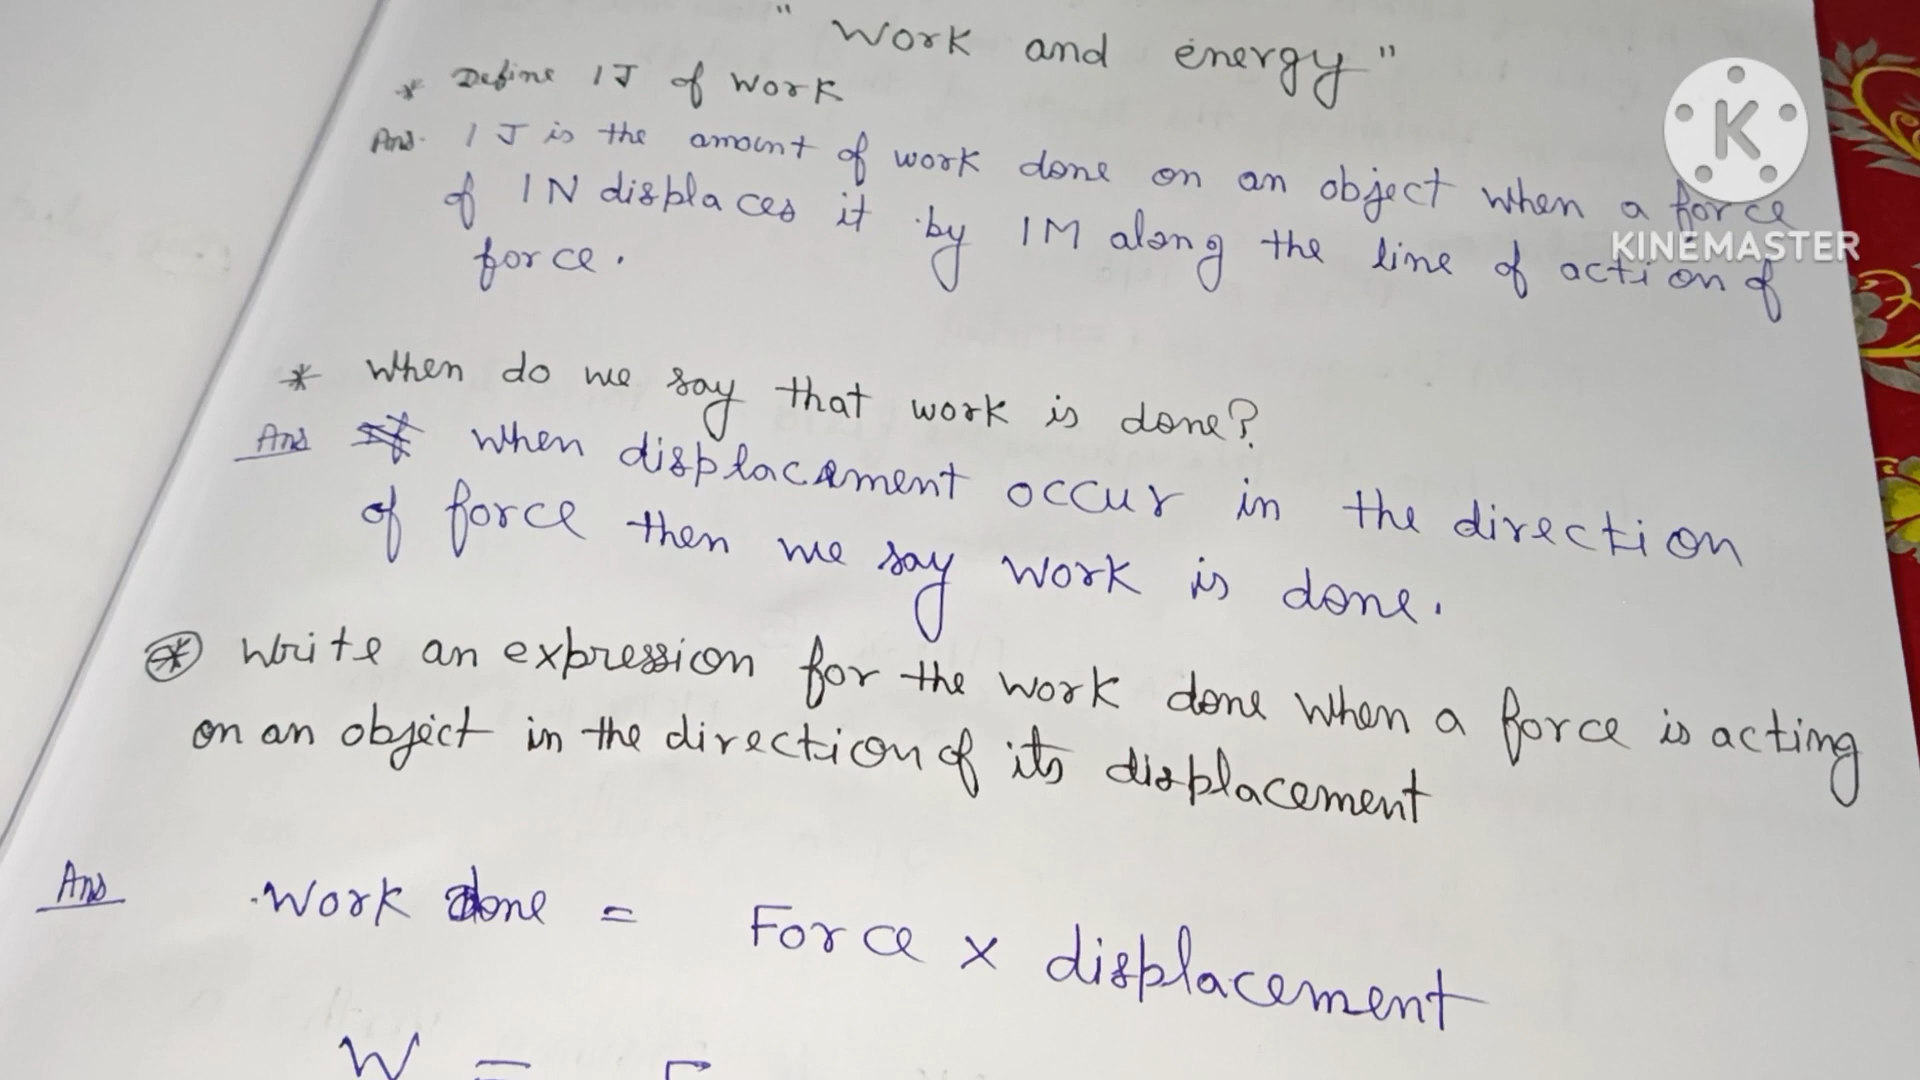 " Work and energy"
* Define 1 J of Work
Ans. 1 J is the amount of work done on an object when a force
of 1 N displaces it by 1M along the line of action of
force.
* When do we say that work is done?
Ans When displacement occur in the direction
of force then we say work is done.
* Write an expression for the work done when a force is acting
on an object in the direction of its displacement
Ans Work done = Force × displacement
W =
K
KINEMASTER